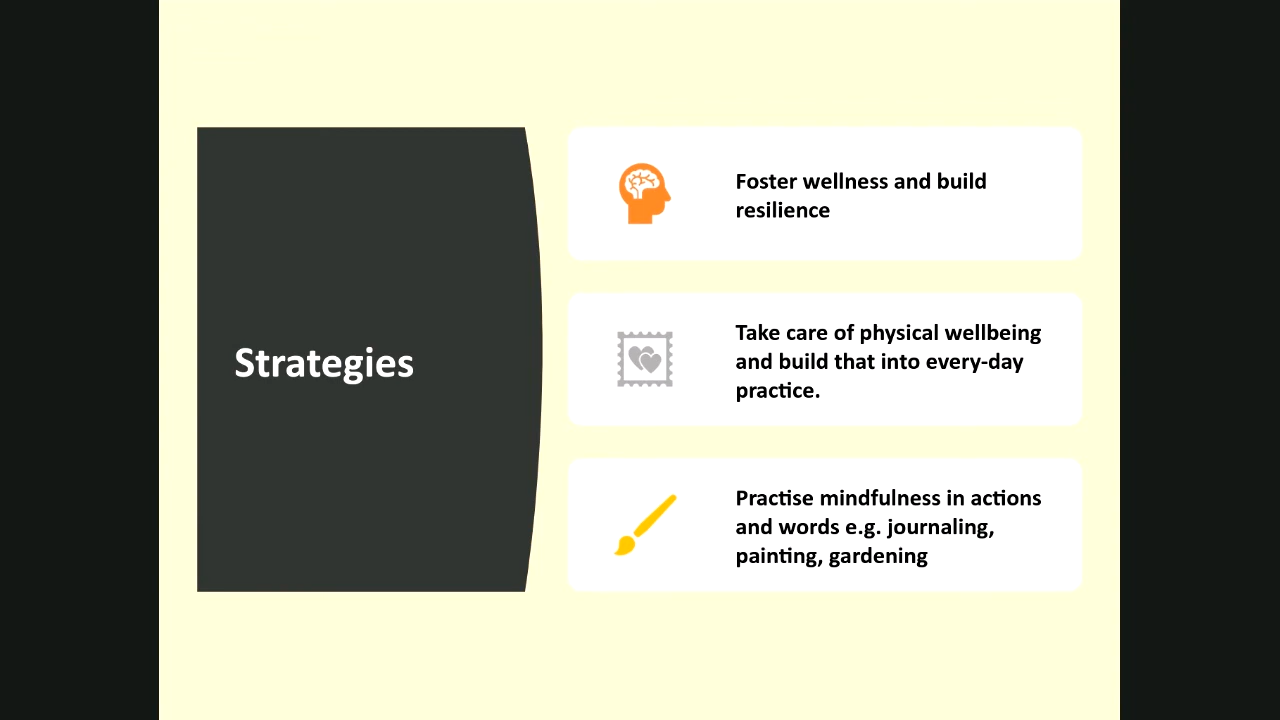 Strategies
Foster wellness and build
resilience
Take care of physical wellbeing
and build that into every-day
practice.
Practise mindfulness in actions
and words e.g. journaling,
painting, gardening